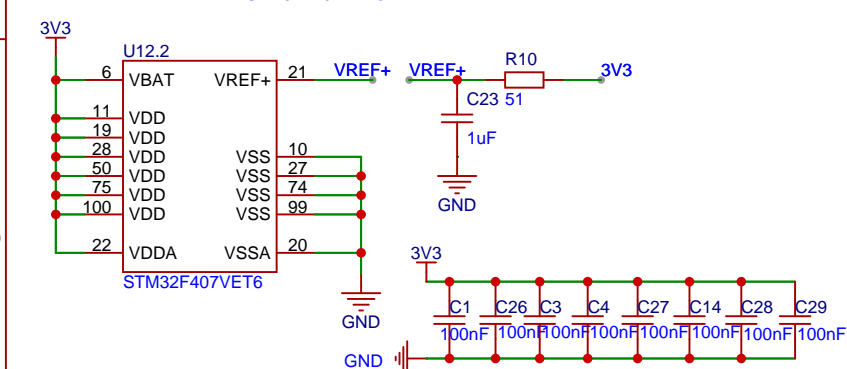 3V3
U12.2
6 VBAT VREF+ 21 VREF+
11 VDD
19 VDD
28 VDD VSS 10
50 VDD VSS 27
75 VDD VSS 74
100 VDD VSS 99
22 VDDA VSSA 20
STM32F407VET6
GND
VREF+ R10 3V3
C23 51
1uF
GND
3V3
C1 C26 C3 C4 C27 C14 C28 C29
100nF 100nF 100nF 100nF 100nF 100nF 100nF 100nF
GND